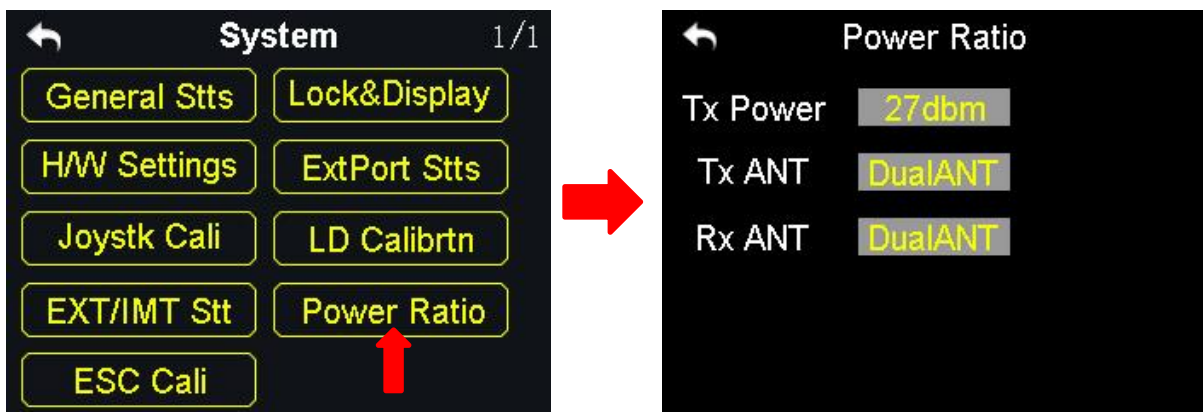 System 1/1
General Stts Lock&Display
H/W Settings ExtPort Stts
Joystk Cali LD Calibrtn
EXT/IMT Stt Power Ratio
ESC Cali
Power Ratio
Tx Power 27dbm
Tx ANT DualANT
Rx ANT DualANT